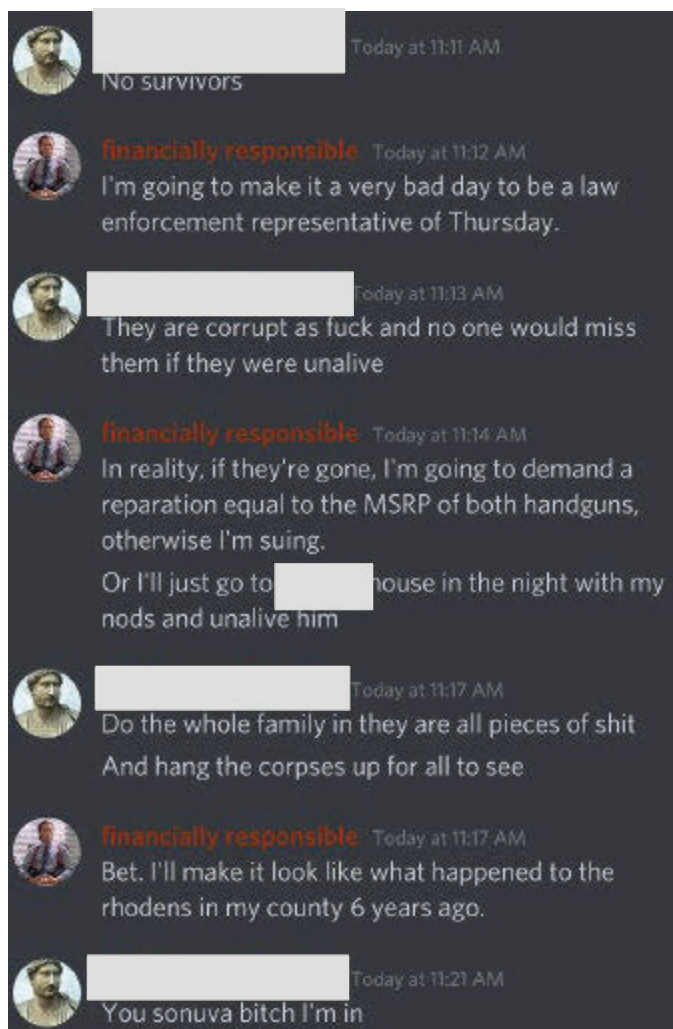 Today at 11:11 AM
No survivors
financially responsible Today at 11:12 AM
I'm going to make it a very bad day to be a law
enforcement representative of Thursday.
Today at 11:13 AM
They are corrupt as fuck and no one would miss
them if they were unalive
financially responsible Today at 11:14 AM
In reality, if they're gone, I'm going to demand a
reparation equal to the MSRP of both handguns,
otherwise I'm suing.
Or I'll just go to house in the night with my
nods and unalive him
Today at 11:17 AM
Do the whole family in they are all pieces of shit
And hang the corpses up for all to see
financially responsible Today at 11:17 AM
Bet. I'll make it look like what happened to the
rhodens in my county 6 years ago.
Today at 11:21 AM
You sonuva bitch I'm in